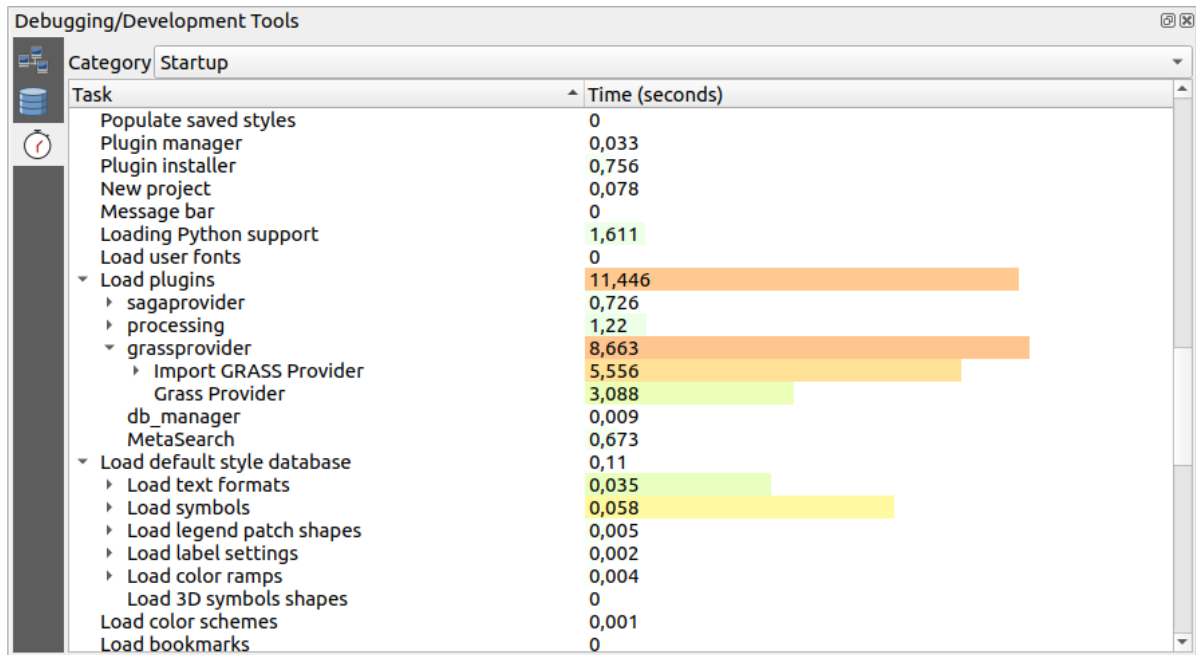 Debugging/Development Tools
Category Startup
Task Time (seconds)
Populate saved styles 0
Plugin manager 0,033
Plugin installer 0,756
New project 0,078
Message bar 0
Loading Python support 1,611
Load user fonts 0
Load plugins 11,446
sagaprovider 0,726
processing 1,22
grassprovider 8,663
Import GRASS Provider 5,556
Grass Provider 3,088
db_manager 0,009
MetaSearch 0,673
Load default style database 0,11
Load text formats 0,035
Load symbols 0,058
Load legend patch shapes 0,005
Load label settings 0,002
Load color ramps 0,004
Load 3D symbols shapes 0
Load color schemes 0,001
Load bookmarks 0